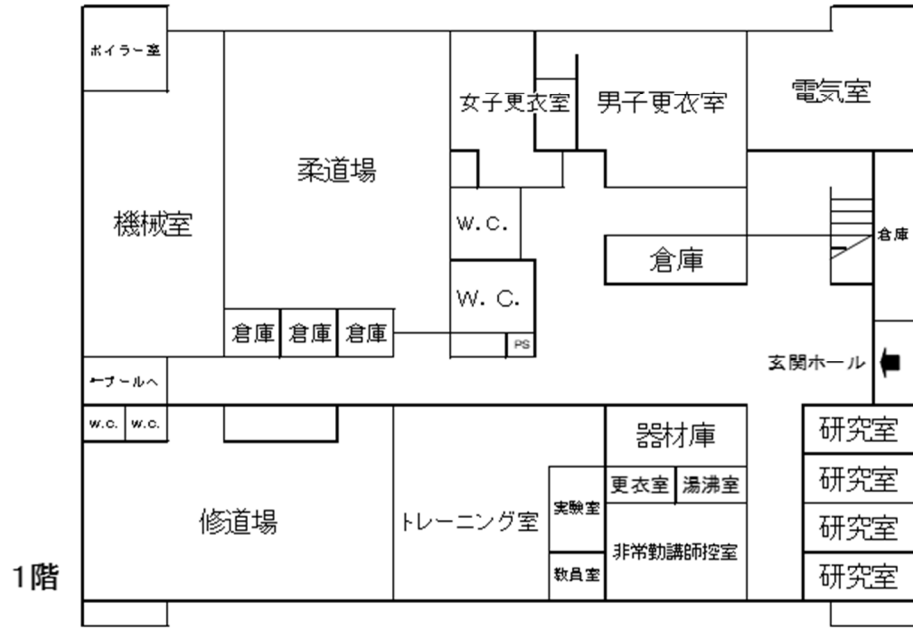 ボイラー室
女子更衣室
男子更衣室
電気室
柔道場
機械室
W.C.
倉庫
倉庫
W.C.
倉庫
倉庫
倉庫
PS
玄関ホール
←プールへ
W.C.
W.C.
器材庫
研究室
更衣室
湯沸室
研究室
実験室
修道場
トレーニング室
研究室
非常勤講師控室
1階
教員室
研究室